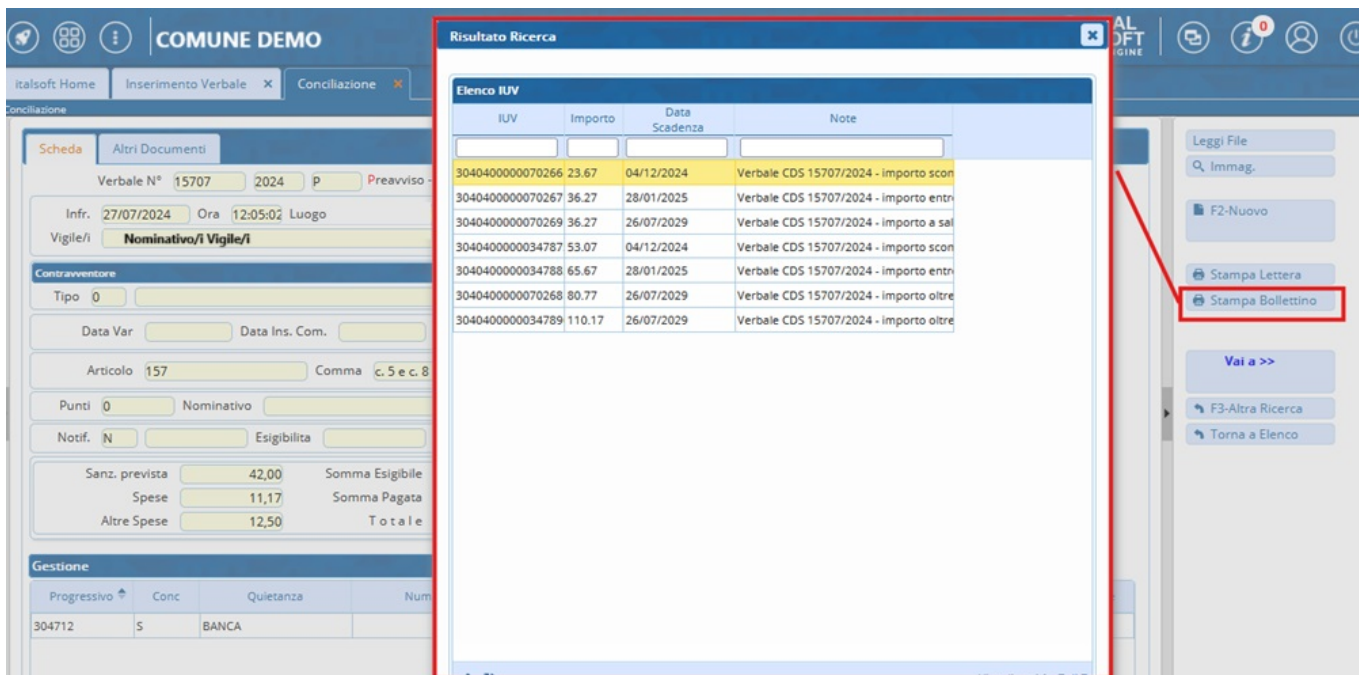 COMUNE DEMO
AL
OFT
GINE
0
italsoft Home
Inserimento Verbale
Conciliazione
Conciliazione
Scheda
Altri Documenti
Verbale N° 15707 2024 P Preavviso -
Infr. 27/07/2024 Ora 12:05:02 Luogo
Vigile/i Nominativo/i Vigile/i
Contravventore
Tipo 0
Data Var Data Ins. Com.
Articolo 157 Comma c. 5 e c. 8
Punti 0 Nominativo
Notif. N Esigibilita
Sanz. prevista 42,00 Somma Esigibile
Spese 11,17 Somma Pagata
Altre Spese 12,50 Totale
Gestione
Progressivo Conc Quietanza Num
304712 S BANCA
Risultato Ricerca
Elenco IUV
IUV Importo Data Scadenza Note
3040400000070266 23.67 04/12/2024 Verbale CDS 15707/2024 - importo scon
3040400000070267 36.27 28/01/2025 Verbale CDS 15707/2024 - importo entr
3040400000070269 36.27 26/07/2029 Verbale CDS 15707/2024 - importo a sal
3040400000034787 53.07 04/12/2024 Verbale CDS 15707/2024 - importo scon
3040400000034788 65.67 28/01/2025 Verbale CDS 15707/2024 - importo entr
3040400000070268 80.77 26/07/2029 Verbale CDS 15707/2024 - importo oltre
3040400000034789 110.17 26/07/2029 Verbale CDS 15707/2024 - importo oltre
Leggi File
Immag.
F2-Nuovo
Stampa Lettera
Stampa Bollettino
Vai a >>
F3-Altra Ricerca
Torna a Elenco